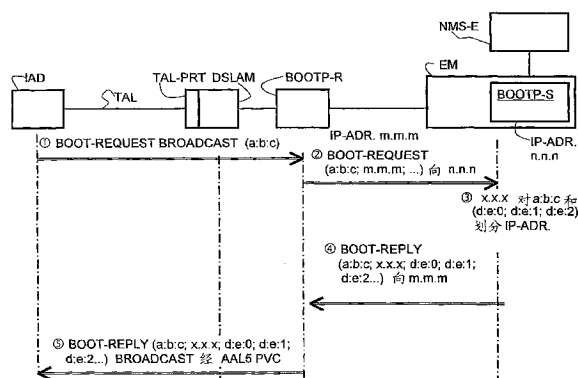 NMS-E
IAD
TAL
TAL-PRT
DSLAM
BOOTP-R
EM
BOOTP-S
IP-ADR. m.m.m
IP-ADR.
n.n.n
① BOOT-REQUEST BROADCAST (a:b:c)
② BOOT-REQUEST
(a:b:c; m.m.m; ...) 向 n.n.n
③ x.x.x 对 a:b:c 和
(d:e:0; d:e:1; d:e:2)
划分 IP-ADR.
④ BOOT-REPLY
(a:b:c; x.x.x; d:e:0; d:e:1;
d:e:2...) 向 m.m.m
⑤ BOOT-REPLY (a:b:c; x.x.x; d:e:0; d:e:1;
d:e:2...) BROADCAST 经 AAL5 PVC